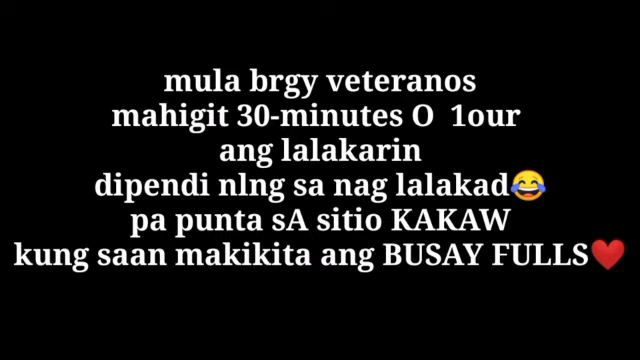 mula brgy veteranos
mahigit 30-minutes O 1our
ang lalakarin
dipendi nlng sa nag lalakad😂
pa punta sA sitio KAKAW
kung saan makikita ang BUSAY FULLS❤️